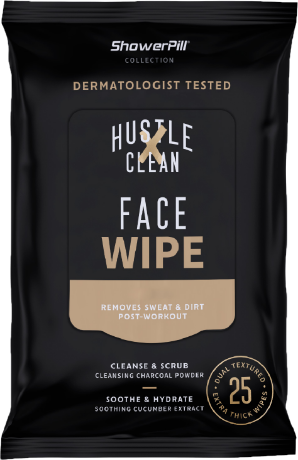 ShowerPill®
COLLECTION
DERMATOLOGIST TESTED
HUSTLE
X
CLEAN
FACE
WIPE
REMOVES SWEAT & DIRT
POST-WORKOUT
CLEANSE & SCRUB
CLEANSING CHARCOAL POWDER
SOOTHE & HYDRATE
SOOTHING CUCUMBER EXTRACT
• DUAL TEXTURED •
25
EXTRA THICK WIPES